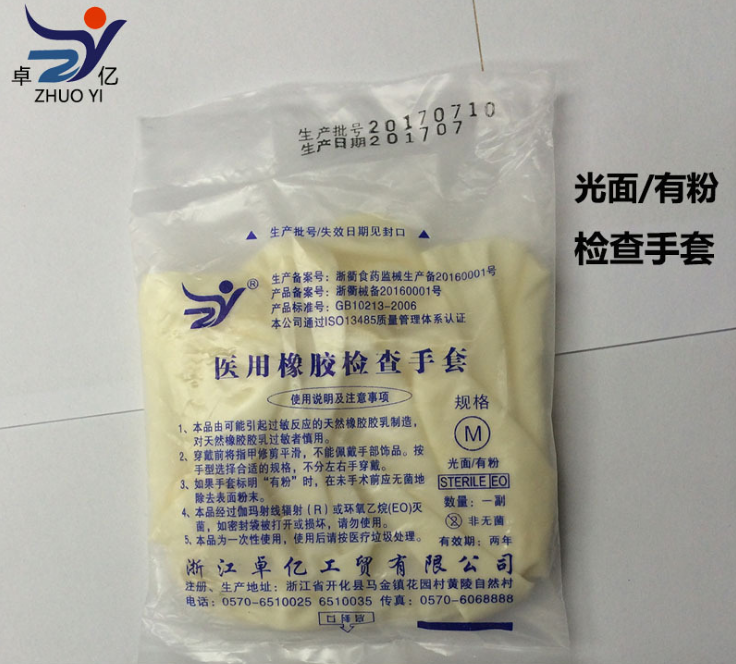 卓 亿
ZHUO YI
生产批号20170710
生产日期201707
光面/有粉
检查手套
▲ 生产批号/失效日期见封口 ▲
®
生产备案号：浙衢食药监械生产备20160001号
产品备案号：浙衢械备20160001号
产品标准号：GB10213-2006
本公司通过ISO13485质量管理体系认证
医用橡胶检查手套
使用说明及注意事项
1、本品由可能引起过敏反应的天然橡胶胶乳制造，
对天然橡胶胶乳过敏者慎用。
2、穿戴前将指甲修剪平滑，不能佩戴手部饰品。按
手型选择合适的规格，不分左右手穿戴。
3、如果手套标明“有粉”时，在未手术前应无菌地
除去表面粉末。
4、本品经过伽玛射线辐射（R）或环氧乙烷(EO)灭
菌，如密封袋被打开或损坏，请勿使用。
5、本品为一次性使用，使用后请按医疗垃圾处理。
规格
M
光面/有粉
STERILE EO
数量：一副
非无菌
有效期：两年
浙江卓亿工贸有限公司
注册、生产地址：浙江省开化县马金镇花园村黄陵自然村
电话：0570-6510025 6510035 传真：0570-6068888